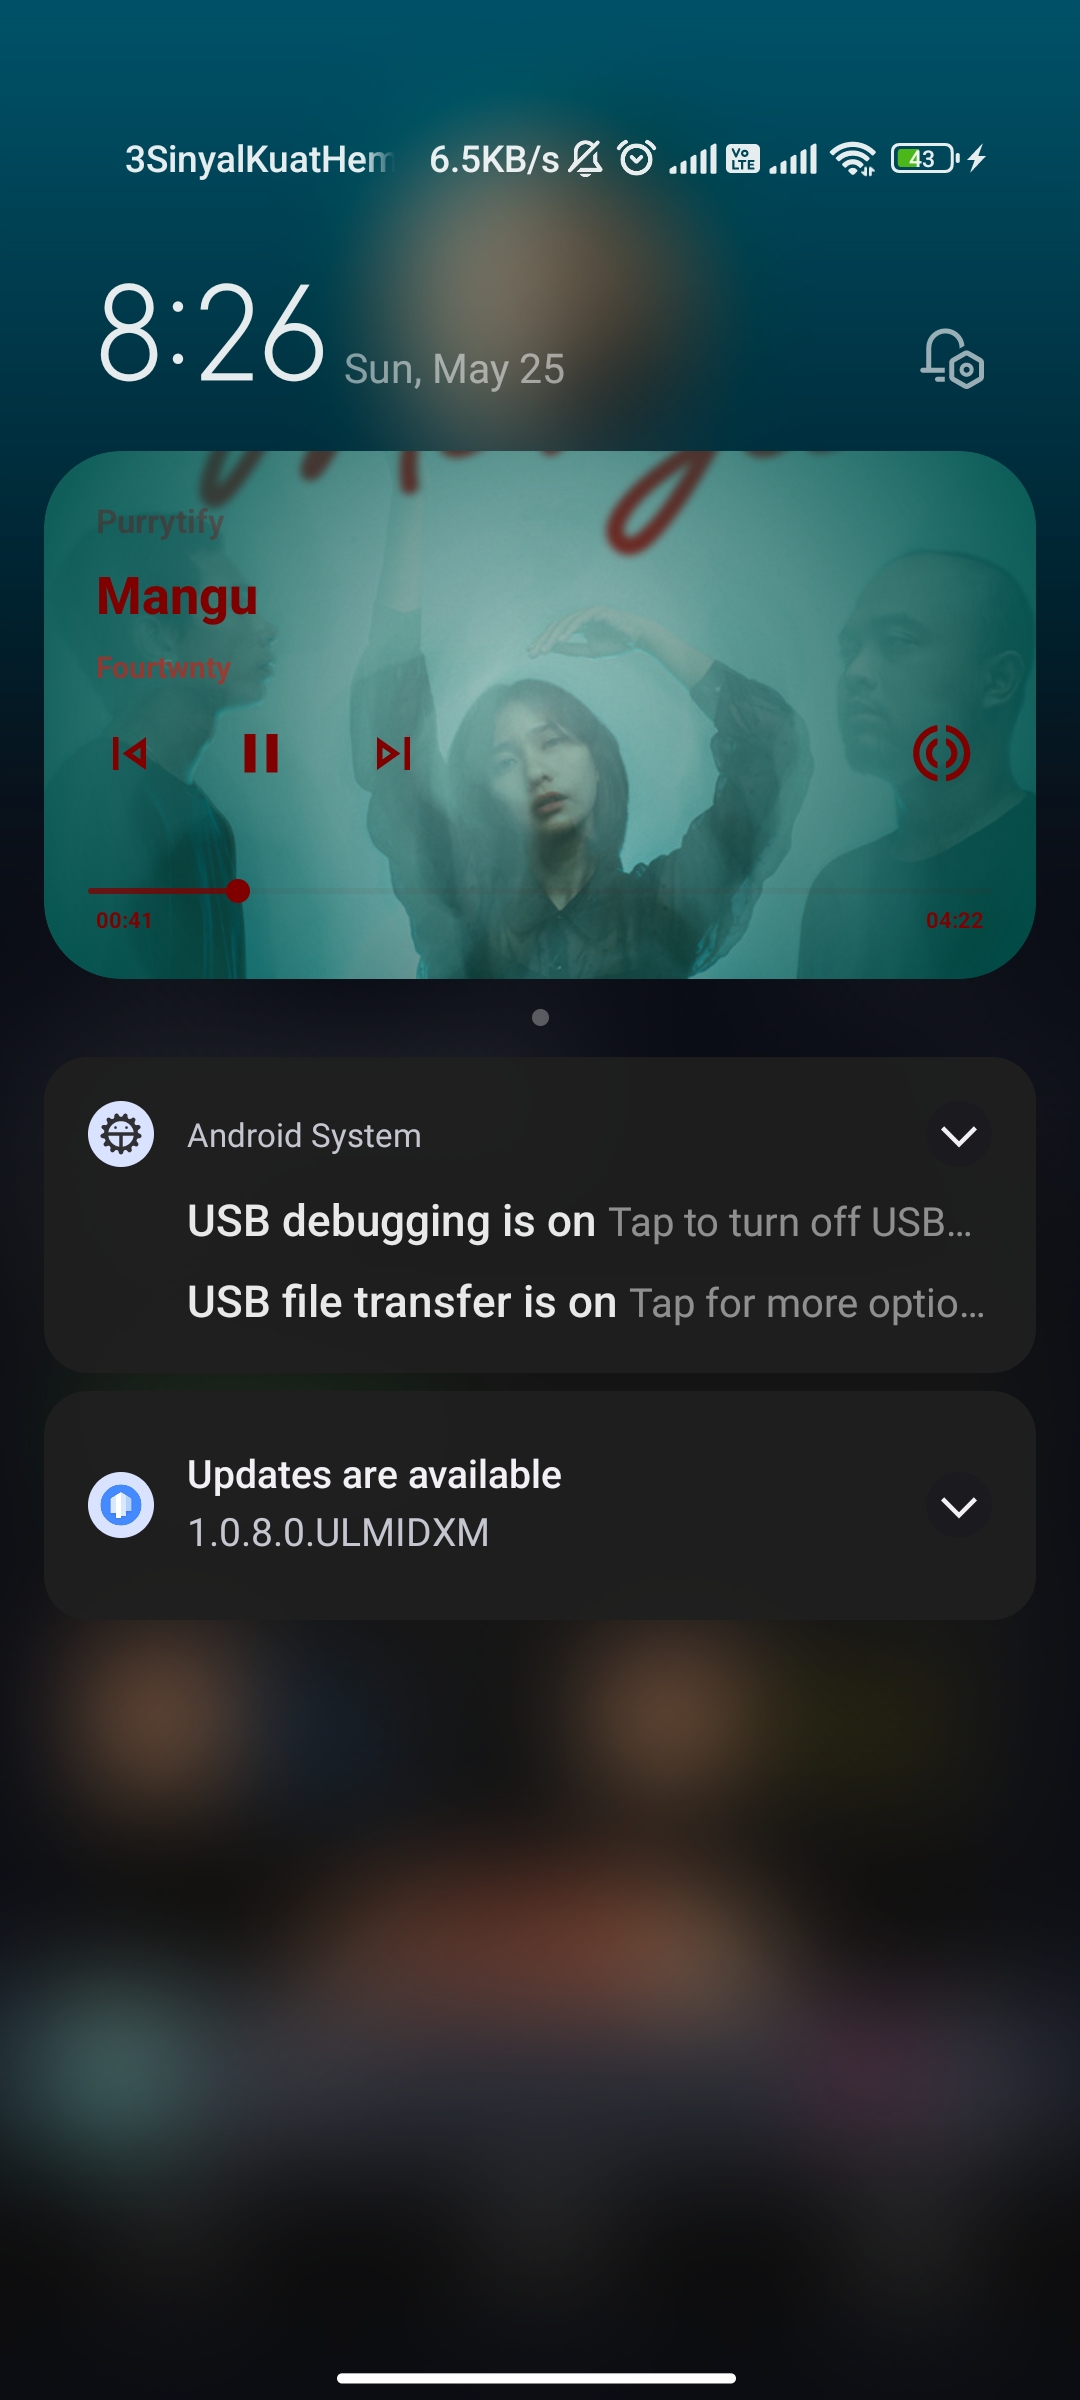 3SinyalKuatHem 6.5KB/s Vo LTE 43
8:26 Sun, May 25
Purrytify
Mangu
Fourtwnty
00:41 04:22
Android System
USB debugging is on Tap to turn off USB…
USB file transfer is on Tap for more optio…
Updates are available
1.0.8.0.ULMIDXM